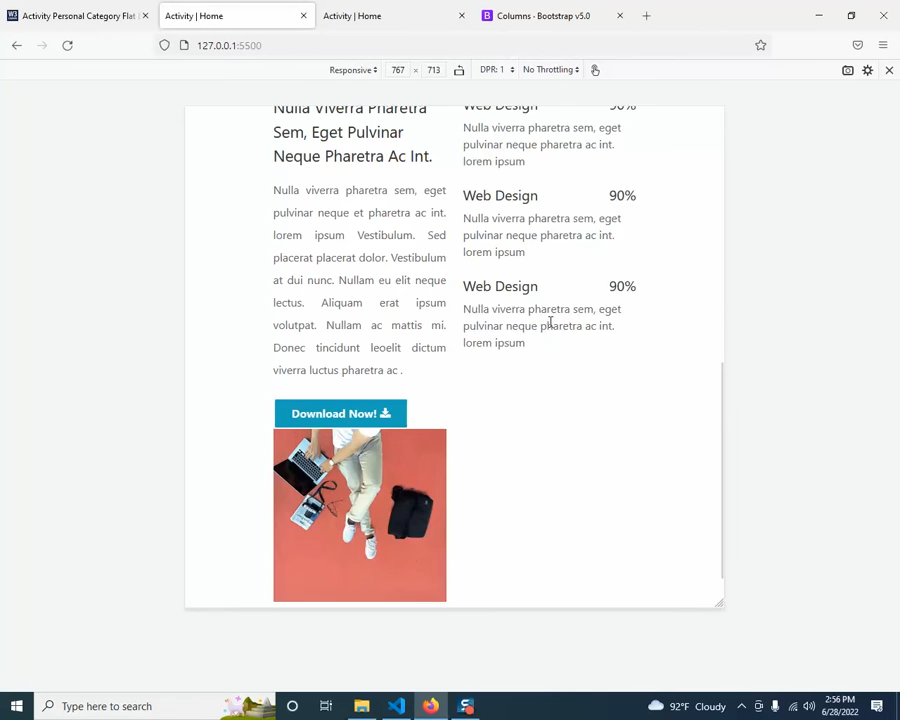 Activity Personal Category Flat
Activity | Home
Activity | Home
Columns · Bootstrap v5.0
127.0.0.1:5500
Responsive
767 × 713
DPR: 1
No Throttling
Nulla Viverra Pharetra
Sem, Eget Pulvinar
Neque Pharetra Ac Int.
Nulla viverra pharetra sem, eget
pulvinar neque et pharetra ac int.
lorem ipsum Vestibulum. Sed
placerat placerat dolor. Vestibulum
at dui nunc. Nullam eu elit neque
lectus. Aliquam erat ipsum
volutpat. Nullam ac mattis mi.
Donec tincidunt leoelit dictum
viverra luctus pharetra ac .
Download Now!
Web Design 90%
Nulla viverra pharetra sem, eget
pulvinar neque pharetra ac int.
lorem ipsum
Web Design 90%
Nulla viverra pharetra sem, eget
pulvinar neque pharetra ac int.
lorem ipsum
Web Design 90%
Nulla viverra pharetra sem, eget
pulvinar neque pharetra ac int.
lorem ipsum
Type here to search
92°F Cloudy
2:56 PM
6/28/2022